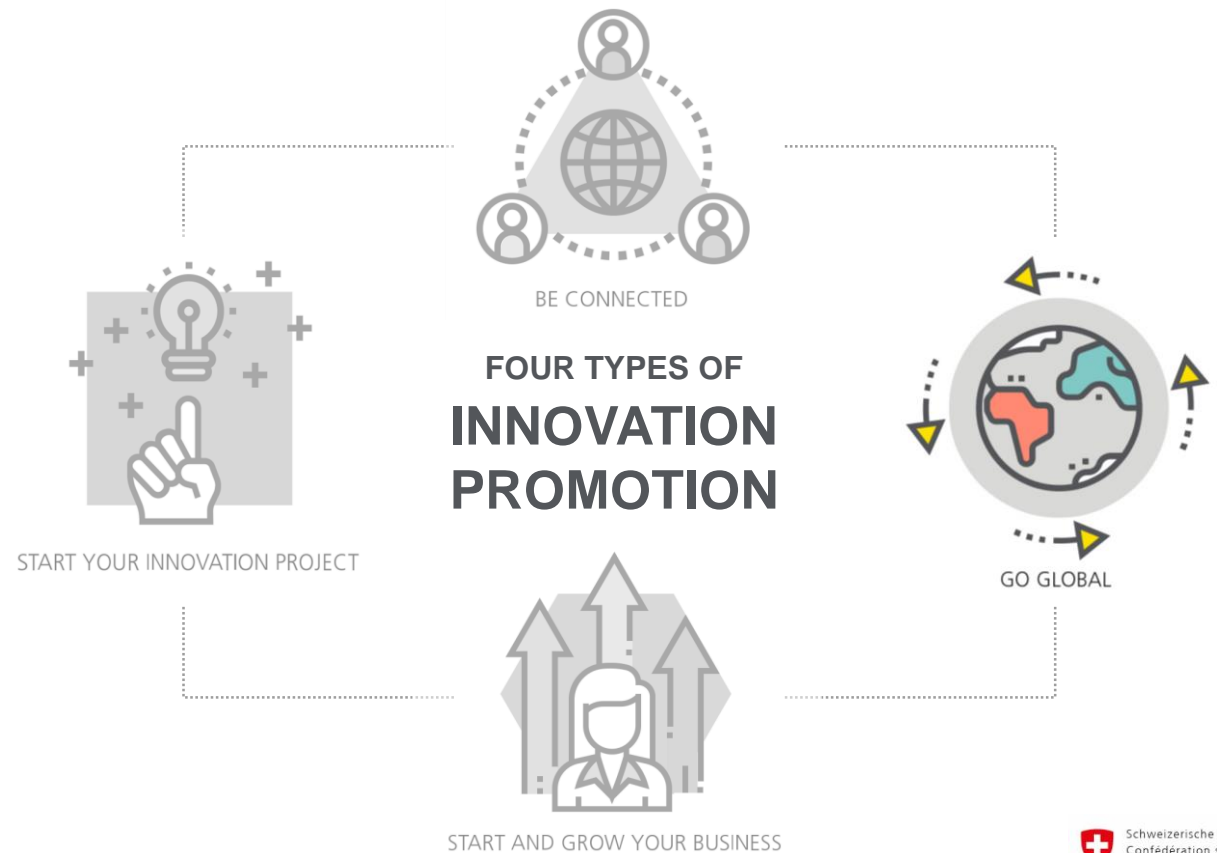 BE CONNECTED
FOUR TYPES OF
INNOVATION
PROMOTION
START YOUR INNOVATION PROJECT
GO GLOBAL
START AND GROW YOUR BUSINESS
Schweizerische
Confédération